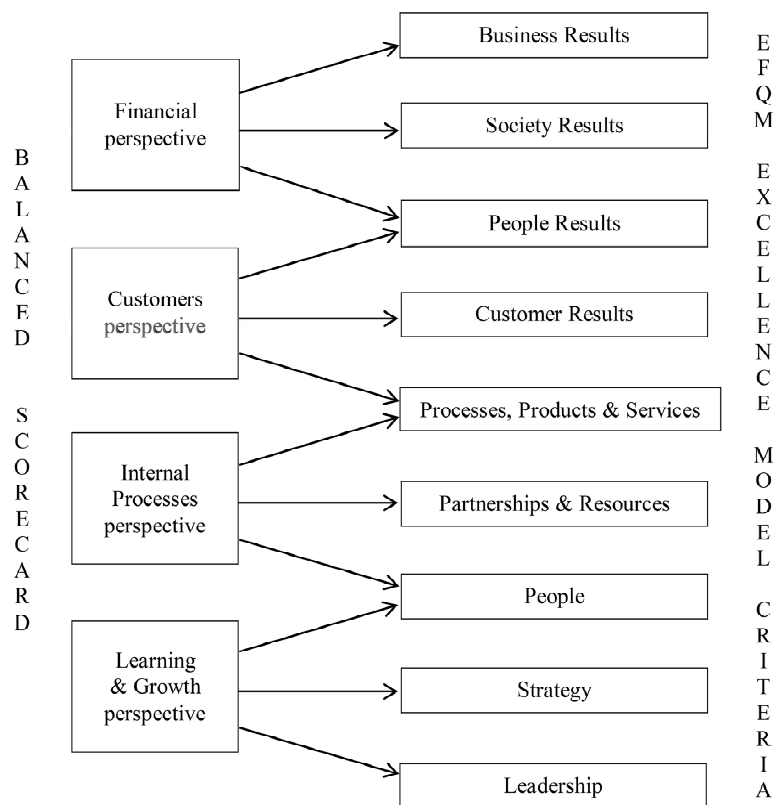 BALANCED SCORECARD
Financial
perspective
Customers
perspective
Internal
Processes
perspective
Learning
& Growth
perspective
Business Results
Society Results
People Results
Customer Results
Processes, Products & Services
Partnerships & Resources
People
Strategy
Leadership
EFQM EXCELLENCE MODEL CRITERIA